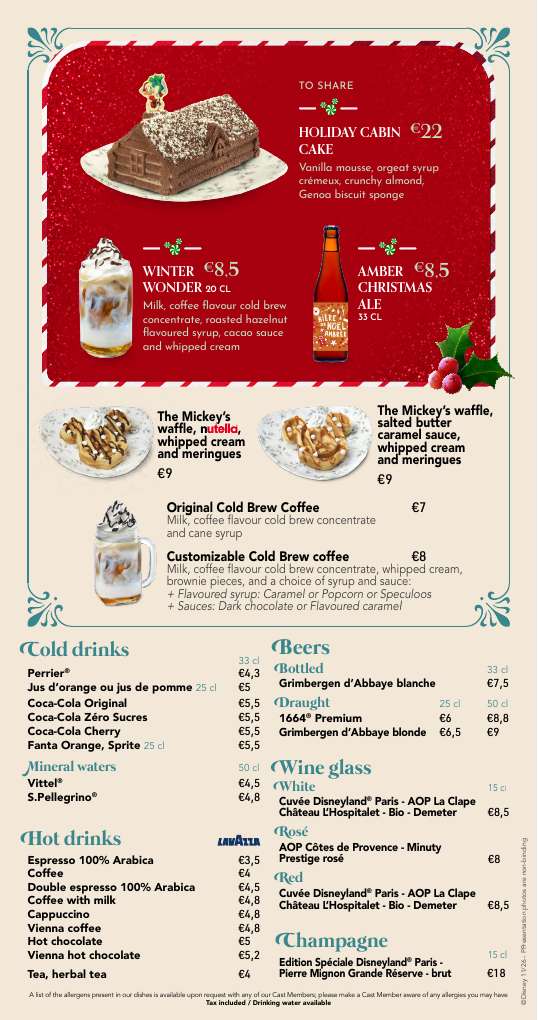 TO SHARE
HOLIDAY CABIN €22
CAKE
Vanilla mousse, orgeat syrup
crémeux, crunchy almond,
Genoa biscuit sponge
WINTER €8,5
WONDER 20 CL
Milk, coffee flavour cold brew
concentrate, roasted hazelnut
flavoured syrup, cacao sauce
and whipped cream
BIÈRE
DE NOËL
AMBRÉE
AMBER €8,5
CHRISTMAS
ALE
33 CL
The Mickey's
waffle, nutella,
whipped cream
and meringues
€9
The Mickey's waffle,
salted butter
caramel sauce,
whipped cream
and meringues
€9
Original Cold Brew Coffee €7
Milk, coffee flavour cold brew concentrate
and cane syrup
Customizable Cold Brew coffee €8
Milk, coffee flavour cold brew concentrate, whipped cream,
brownie pieces, and a choice of syrup and sauce:
+ Flavoured syrup: Caramel or Popcorn or Speculoos
+ Sauces: Dark chocolate or Flavoured caramel
Cold drinks
33 cl
Perrier® €4,3
Jus d'orange ou jus de pomme 25 cl €5
Coca-Cola Original €5,5
Coca-Cola Zéro Sucres €5,5
Coca-Cola Cherry €5,5
Fanta Orange, Sprite 25 cl €5,5
Mineral waters 50 cl
Vittel® €4,5
S.Pellegrino® €4,8
Hot drinks LAVAZZA
Espresso 100% Arabica €3,5
Coffee €4
Double espresso 100% Arabica €4,5
Coffee with milk €4,8
Cappuccino €4,8
Vienna coffee €4,8
Hot chocolate €5
Vienna hot chocolate €5,2
Tea, herbal tea €4
Beers
Bottled 33 cl
Grimbergen d'Abbaye blanche €7,5
Draught 25 cl 50 cl
1664® Premium €6 €8,8
Grimbergen d'Abbaye blonde €6,5 €9
Wine glass
White 15 cl
Cuvée Disneyland® Paris - AOP La Clape
Château L'Hospitalet - Bio - Demeter €8,5
Rosé
AOP Côtes de Provence - Minuty
Prestige rosé €8
Red
Cuvée Disneyland® Paris - AOP La Clape
Château L'Hospitalet - Bio - Demeter €8,5
Champagne
15 cl
Edition Spéciale Disneyland® Paris -
Pierre Mignon Grande Réserve - brut €18
©Disney 11/26 - PPresentation photos are non-binding
A list of the allergens present in our dishes is available upon request with any of our Cast Members; please make a Cast Member aware of any allergies you may have
Tax included / Drinking water available